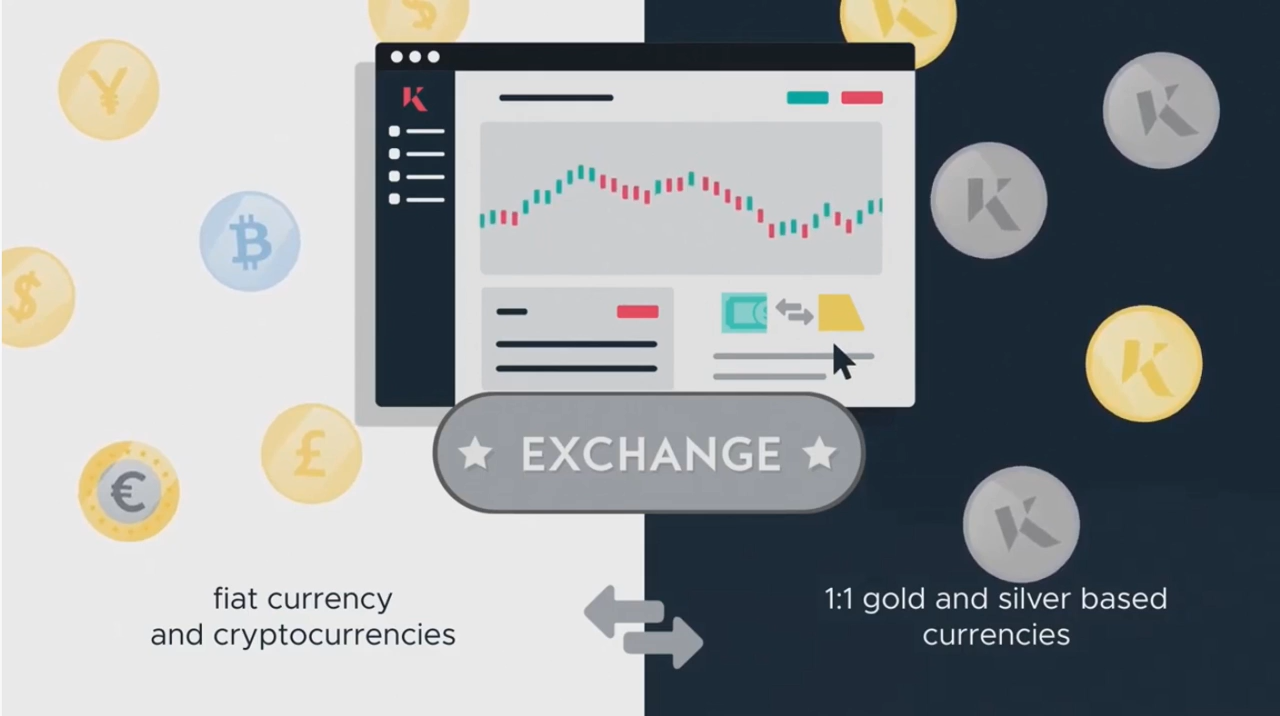 EXCHANGE
fiat currency
and cryptocurrencies
1:1 gold and silver based
currencies